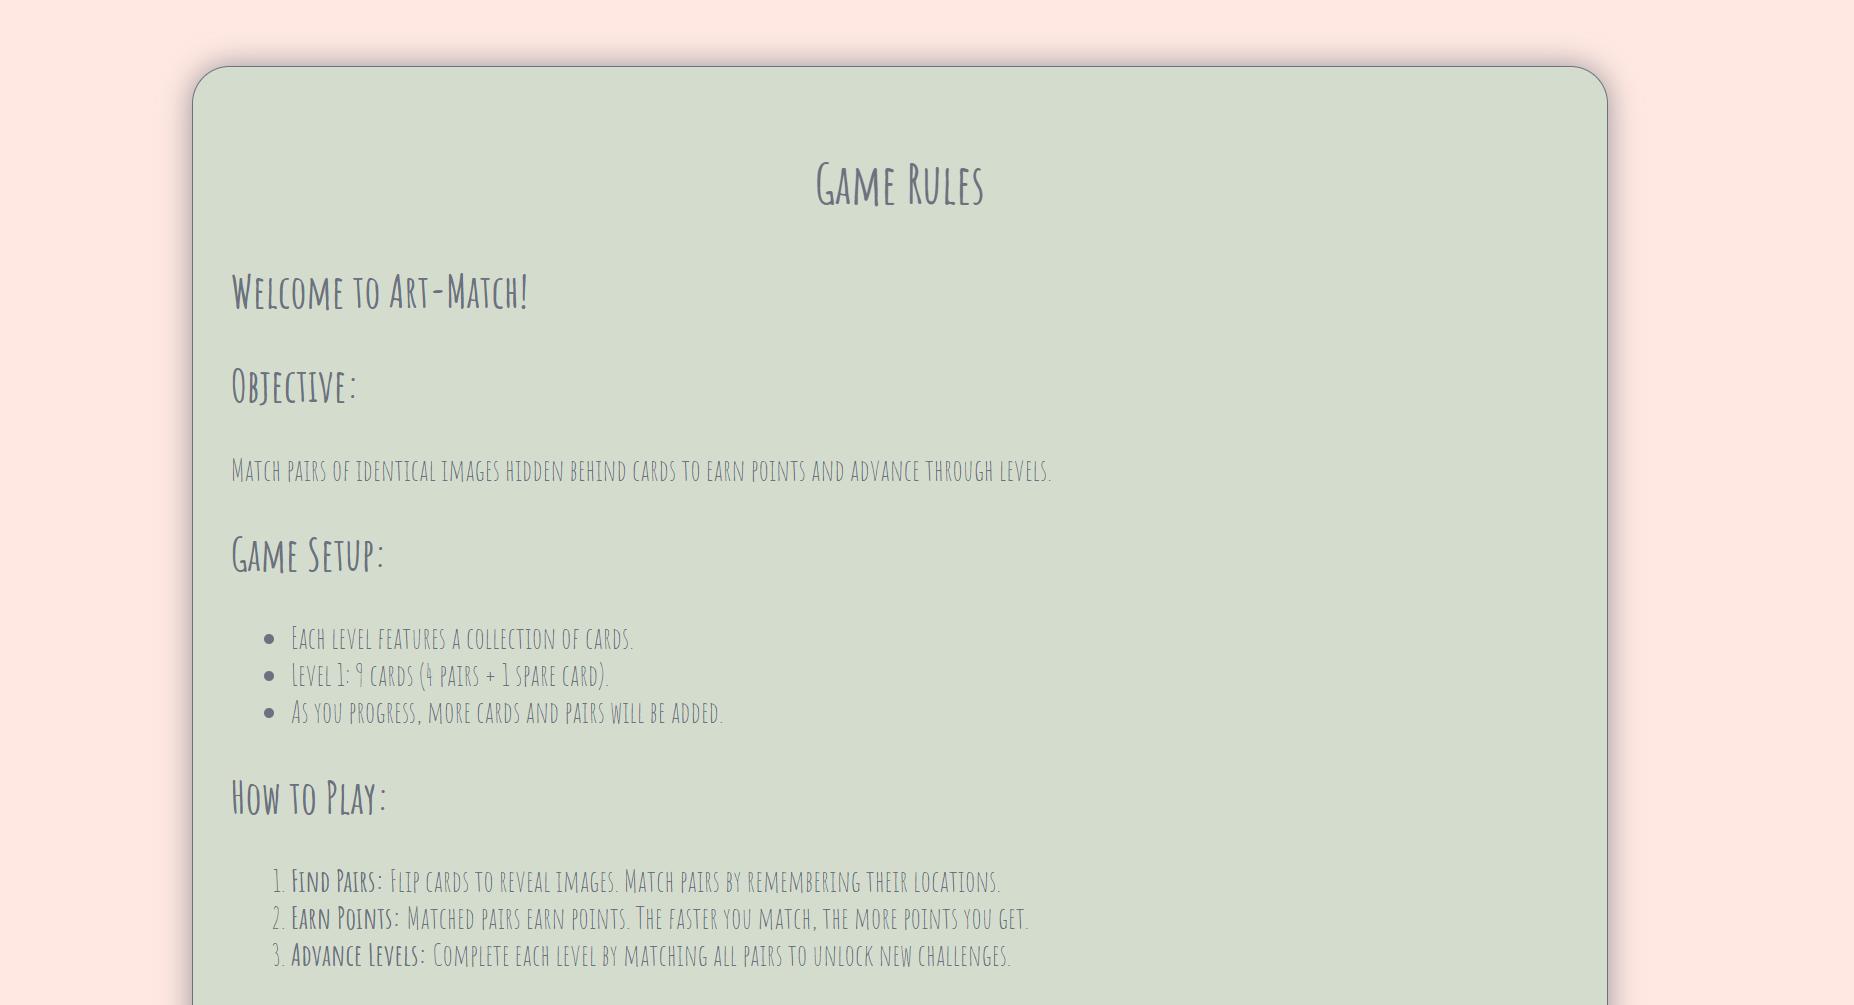 Game Rules
Welcome to Art-Match!
Objective:
Match pairs of identical images hidden behind cards to earn points and advance through levels.
Game Setup:
Each level features a collection of cards.
Level 1: 9 cards (4 pairs + 1 spare card).
As you progress, more cards and pairs will be added.
How to Play:
1. Find Pairs: Flip cards to reveal images. Match pairs by remembering their locations.
2. Earn Points: Matched pairs earn points. The faster you match, the more points you get.
3. Advance Levels: Complete each level by matching all pairs to unlock new challenges.